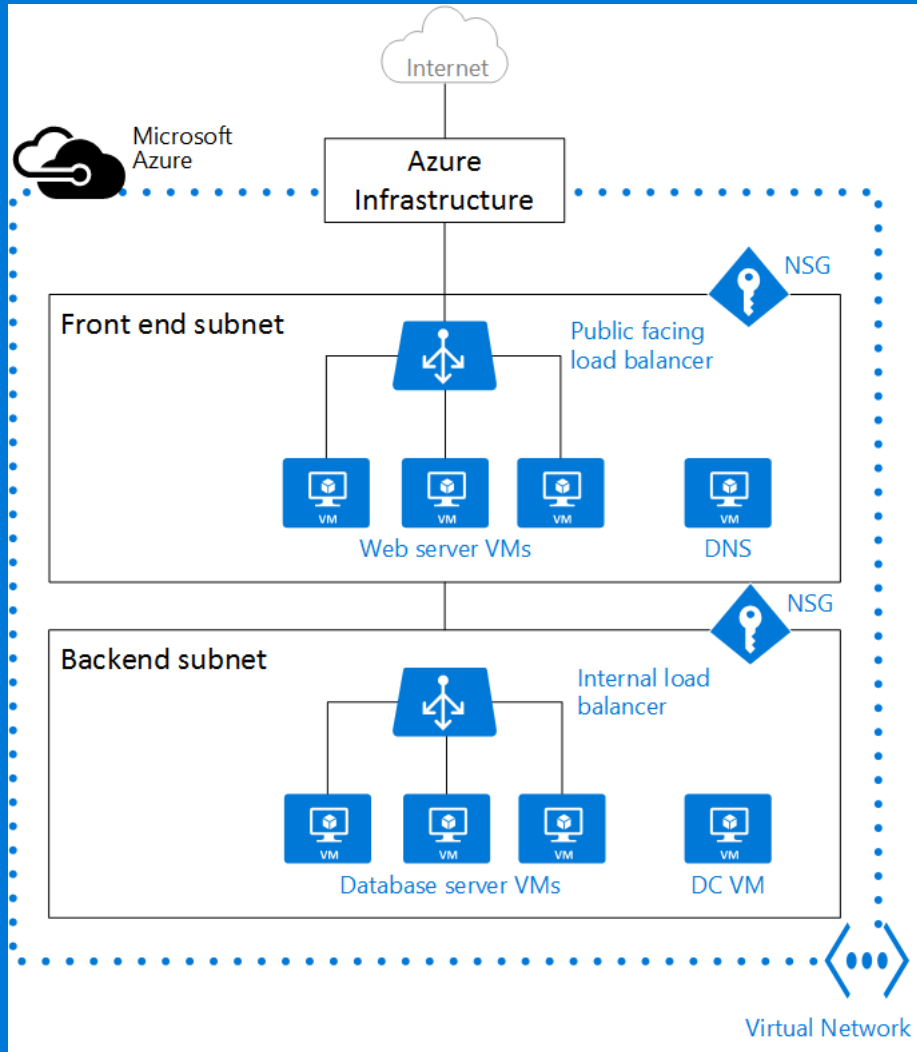 Internet
Microsoft
Azure
Azure
Infrastructure
NSG
Front end subnet
Public facing
load balancer
VM
VM
VM
VM
Web server VMs
DNS
NSG
Backend subnet
Internal load
balancer
VM
VM
VM
VM
Database server VMs
DC VM
Virtual Network